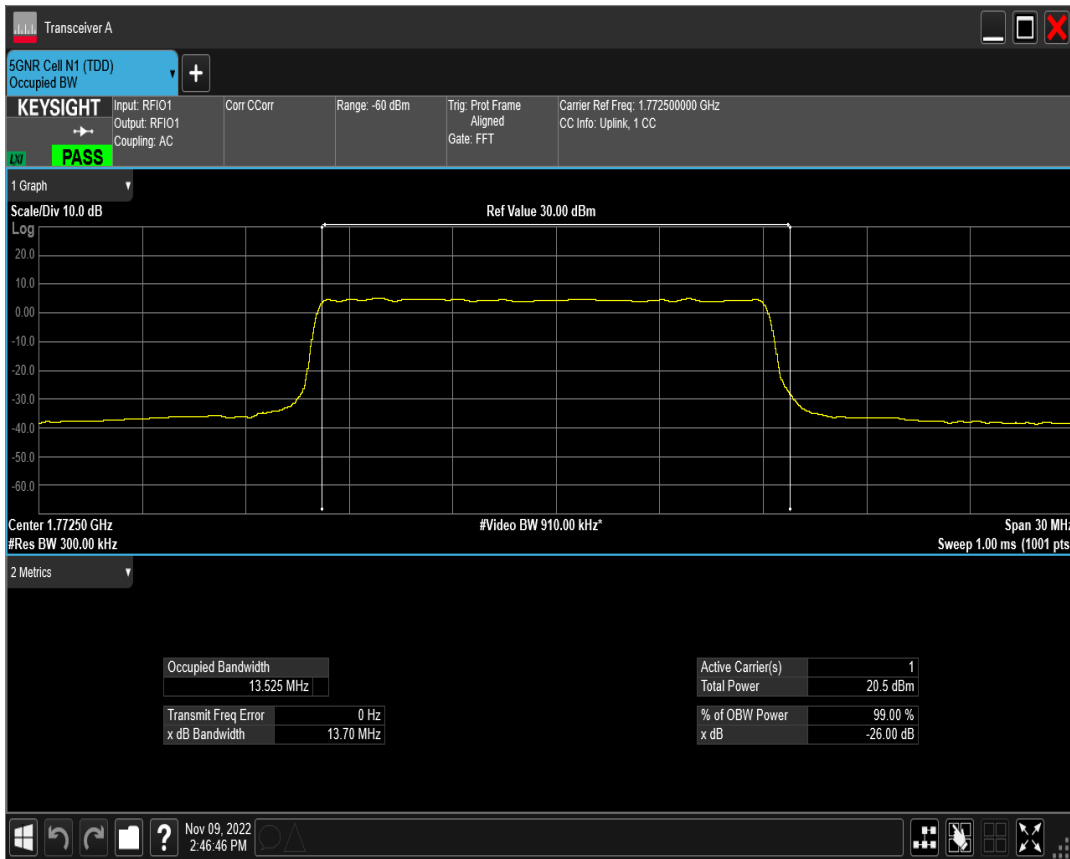 Transceiver A
5GNR Cell N1 (TDD)
Occupied BW
+
KEYSIGHT
LXI
PASS
Input: RFIO1
Output: RFIO1
Coupling: AC
Corr CCorr
Range: -60 dBm
Trig: Prot Frame
Aligned
Gate: FFT
Carrier Ref Freq: 1.772500000 GHz
CC Info: Uplink, 1 CC
1 Graph
Scale/Div 10.0 dB
Ref Value 30.00 dBm
Log
20.0
10.0
0.00
-10.0
-20.0
-30.0
-40.0
-50.0
-60.0
Center 1.77250 GHz
#Video BW 910.00 kHz*
Span 30 MHz
#Res BW 300.00 kHz
Sweep 1.00 ms (1001 pts
2 Metrics
Occupied Bandwidth
13.525 MHz
Transmit Freq Error 0 Hz
x dB Bandwidth 13.70 MHz
Active Carrier(s) 1
Total Power 20.5 dBm
% of OBW Power 99.00 %
x dB -26.00 dB
?
Nov 09, 2022
2:46:46 PM